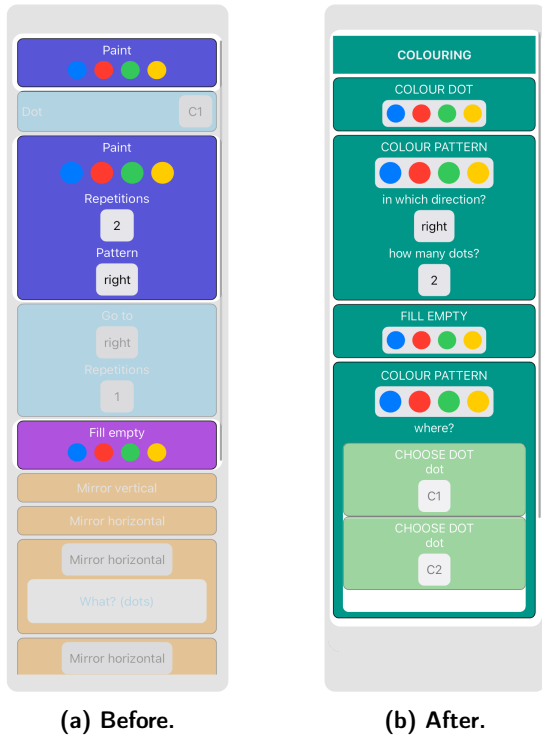 Paint
Dot
C1
Paint
Repetitions
2
Pattern
right
Go to
right
Repetitions
1
Fill empty
Mirror vertical
Mirror horizontal
Mirror horizontal
What? (dots)
Mirror horizontal
(a) Before.
COLOURING
COLOUR DOT
COLOUR PATTERN
in which direction?
right
how many dots?
2
FILL EMPTY
COLOUR PATTERN
where?
CHOOSE DOT
dot
C1
CHOOSE DOT
dot
C2
(b) After.